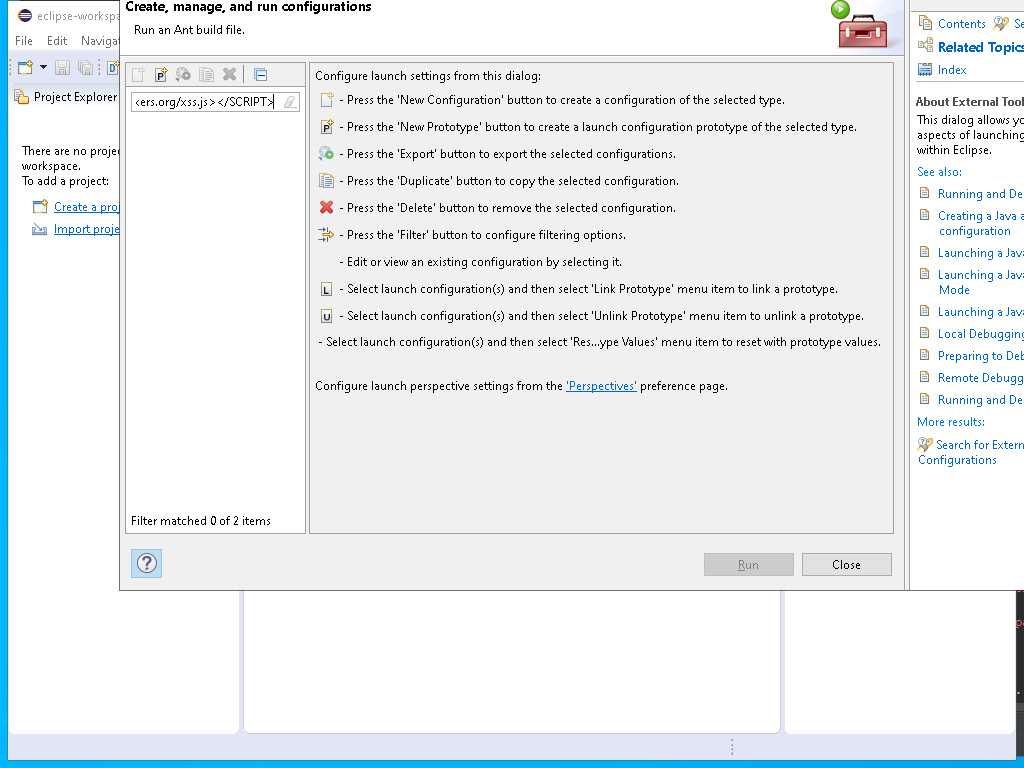 eclipse-workspa
File Edit Navigat
Project Explorer
There are no projec
workspace.
To add a project:
Create a proj
Import proje
Create, manage, and run configurations
Run an Ant build file.
cers.org/xss.js></SCRIPT>
Filter matched 0 of 2 items
Configure launch settings from this dialog:
- Press the 'New Configuration' button to create a configuration of the selected type.
- Press the 'New Prototype' button to create a launch configuration prototype of the selected type.
- Press the 'Export' button to export the selected configurations.
- Press the 'Duplicate' button to copy the selected configuration.
- Press the 'Delete' button to remove the selected configuration.
- Press the 'Filter' button to configure filtering options.
- Edit or view an existing configuration by selecting it.
- Select launch configuration(s) and then select 'Link Prototype' menu item to link a prototype.
- Select launch configuration(s) and then select 'Unlink Prototype' menu item to unlink a prototype.
- Select launch configuration(s) and then select 'Res...ype Values' menu item to reset with prototype values.
Configure launch perspective settings from the 'Perspectives' preference page.
Run Close
Contents Se
Related Topics
Index
About External Tool
This dialog allows yo
aspects of launching
within Eclipse.
See also:
Running and De
Creating a Java a
configuration
Launching a Java
Launching a Java
Mode
Launching a Java
Local Debugging
Preparing to Deb
Remote Debugg
Running and De
More results:
Search for Extern
Configurations